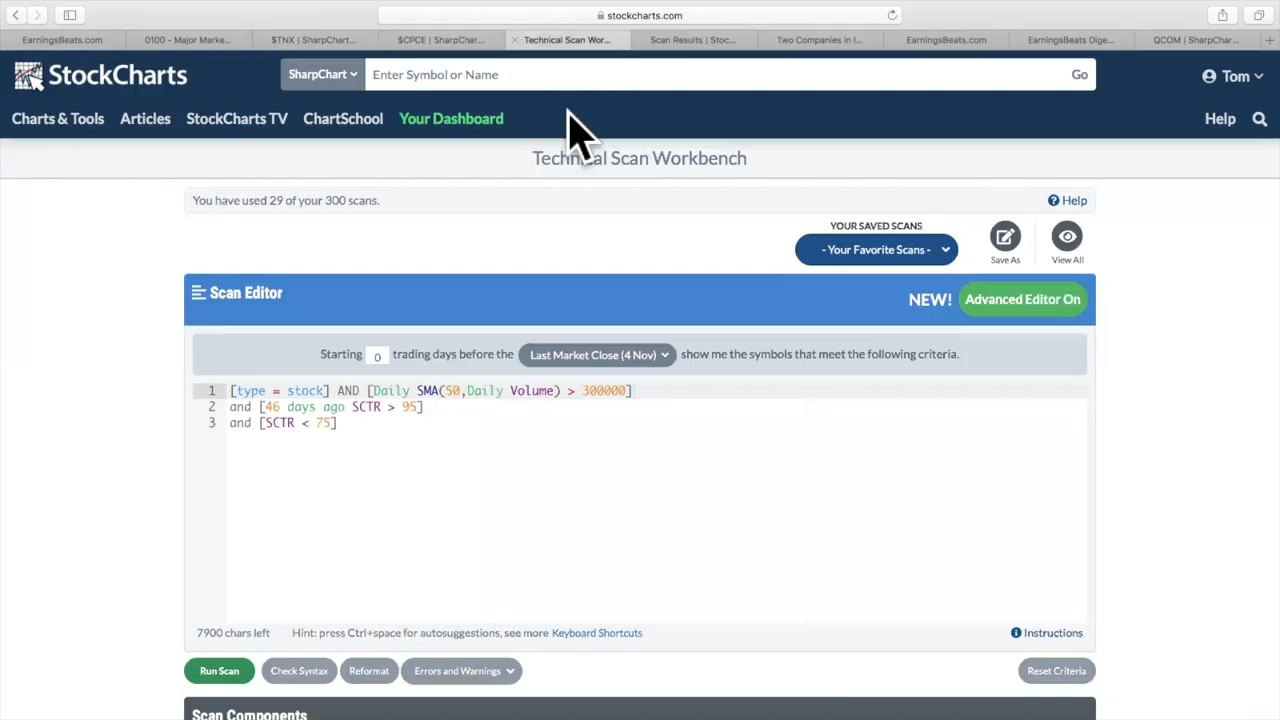 stockcharts.com
EarningsBeats.com
0100 - Major Marke...
$TNX | SharpChart...
$CPCE | SharpChar...
Technical Scan Wor...
Scan Results | Stoc...
Two Companies in I...
EarningsBeats.com
EarningsBeats Dige...
QCOM | SharpChar...
StockCharts
SharpChart
Enter Symbol or Name
Go
Tom
Charts & Tools
Articles
StockCharts TV
ChartSchool
Your Dashboard
Help
Technical Scan Workbench
You have used 29 of your 300 scans.
Help
YOUR SAVED SCANS
- Your Favorite Scans -
Save As
View All
Scan Editor
NEW!
Advanced Editor On
Starting 0 trading days before the Last Market Close (4 Nov) show me the symbols that meet the following criteria.
1 [type = stock] AND [Daily SMA(50,Daily Volume) > 300000]
2 and [46 days ago SCTR > 95]
3 and [SCTR < 75]
7900 chars left
Hint: press Ctrl+space for autosuggestions, see more Keyboard Shortcuts
Instructions
Run Scan
Check Syntax
Reformat
Errors and Warnings
Reset Criteria
Scan Components